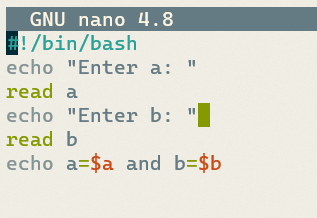 GNU nano 4.8
#!/bin/bash
echo "Enter a: "
read a
echo "Enter b: "
read b
echo a=$a and b=$b